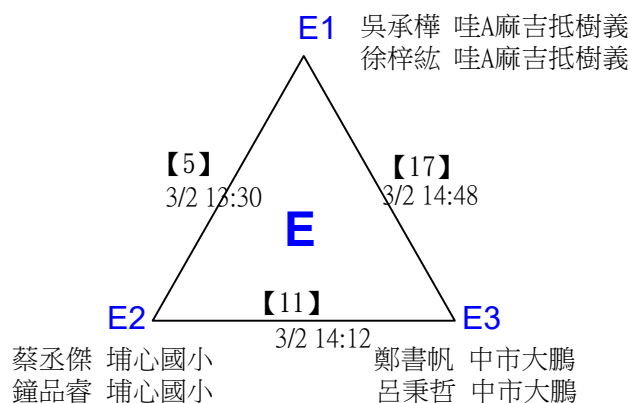 E1
吳承樺 哇A麻吉抵樹義
徐梓紘 哇A麻吉抵樹義
【5】
3/2 13:30
【17】
3/2 14:48
E
【11】
3/2 14:12
E2
E3
蔡丞傑 埔心國小
鐘品睿 埔心國小
鄭書帆 中市大鵬
呂秉哲 中市大鵬